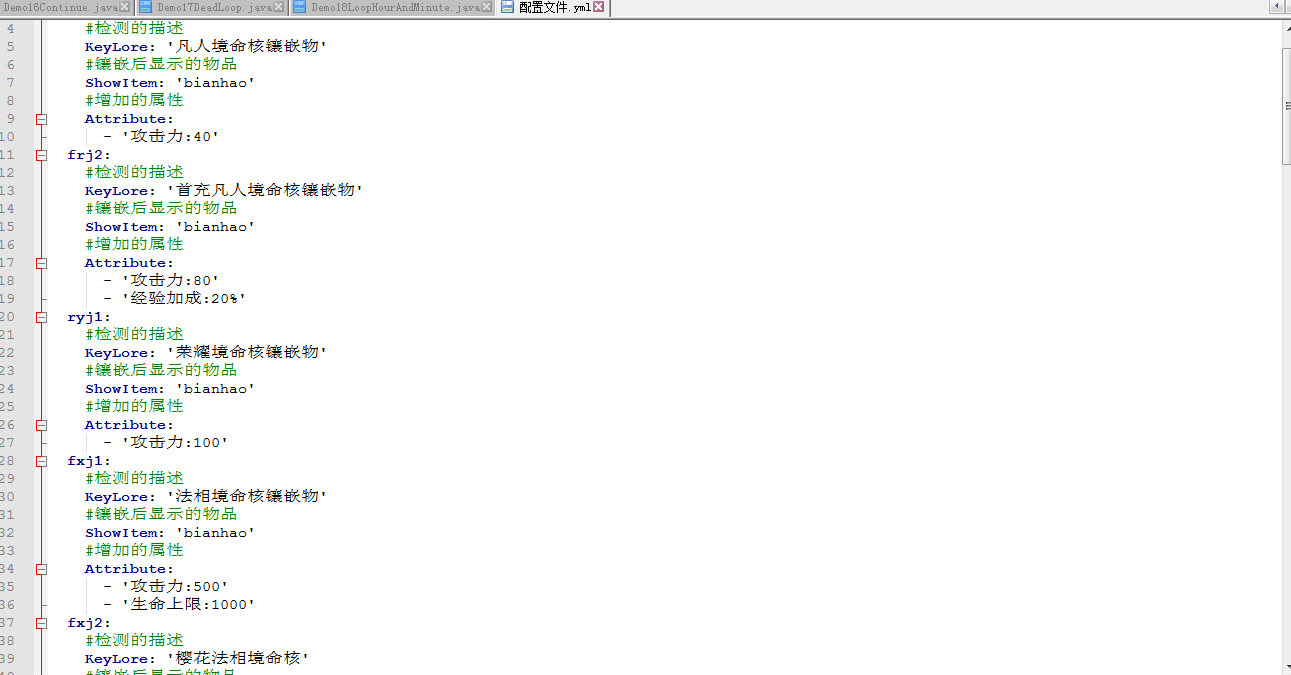 Demo16Continue.java Demo17DeadLoop.java Demo18LoopHourAndMinute.java 配置文件.yml
4 #检测的描述
5 KeyLore: '凡人境命核镶嵌物'
6 #镶嵌后显示的物品
7 ShowItem: 'bianhao'
8 #增加的属性
9 Attribute:
10 - '攻击力:40'
11 frj2:
12 #检测的描述
13 KeyLore: '首充凡人境命核镶嵌物'
14 #镶嵌后显示的物品
15 ShowItem: 'bianhao'
16 #增加的属性
17 Attribute:
18 - '攻击力:80'
19 - '经验加成:20%'
20 ryj1:
21 #检测的描述
22 KeyLore: '荣耀境命核镶嵌物'
23 #镶嵌后显示的物品
24 ShowItem: 'bianhao'
25 #增加的属性
26 Attribute:
27 - '攻击力:100'
28 fxj1:
29 #检测的描述
30 KeyLore: '法相境命核镶嵌物'
31 #镶嵌后显示的物品
32 ShowItem: 'bianhao'
33 #增加的属性
34 Attribute:
35 - '攻击力:500'
36 - '生命上限:1000'
37 fxj2:
38 #检测的描述
39 KeyLore: '樱花法相境命核'
#镶嵌后显示的物品